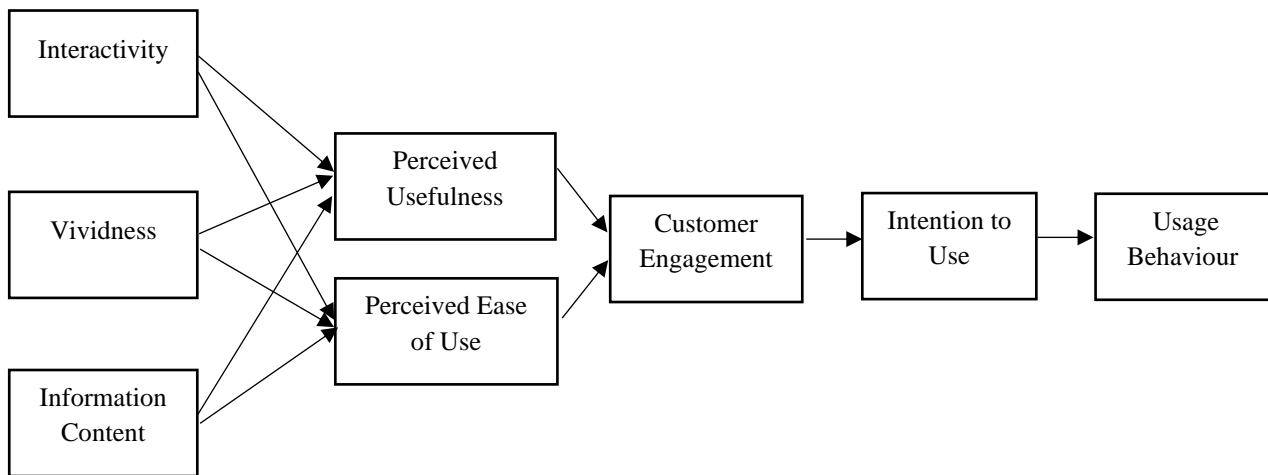 Interactivity
Vividness
Information
Content
Perceived
Usefulness
Perceived Ease
of Use
Customer
Engagement
Intention to
Use
Usage
Behaviour